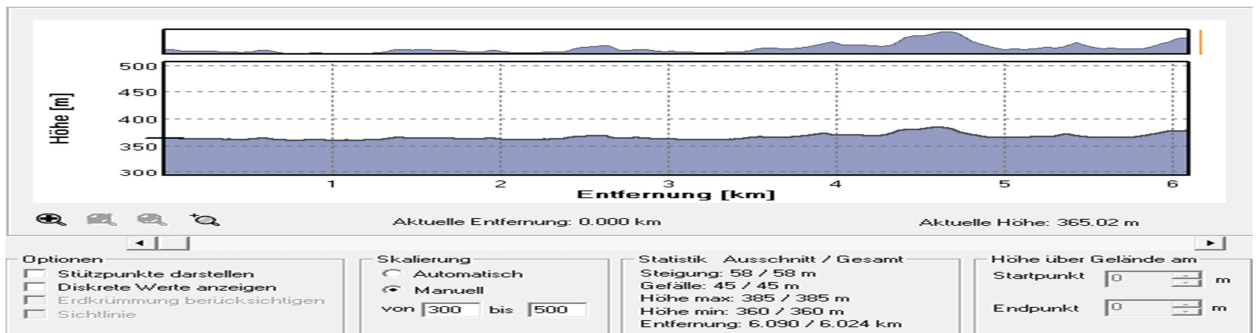 500
450
400
350
300
Höhe [m]
1 2 3 4 5 6
Entfernung [km]
Aktuelle Entfernung: 0.000 km Aktuelle Höhe: 365.02 m
Optionen
Stützpunkte darstellen
Diskrete Werte anzeigen
Erdkrümmung berücksichtigen
Sichtlinie
Skalierung
Automatisch
Manuell
von 300 bis 500
Statistik Ausschnitt / Gesamt
Steigung: 58 / 58 m
Gefälle: 45 / 45 m
Höhe max: 385 / 385 m
Höhe min: 360 / 360 m
Entfernung: 6.090 / 6.024 km
Höhe über Gelände am
Startpunkt 0 m
Endpunkt 0 m